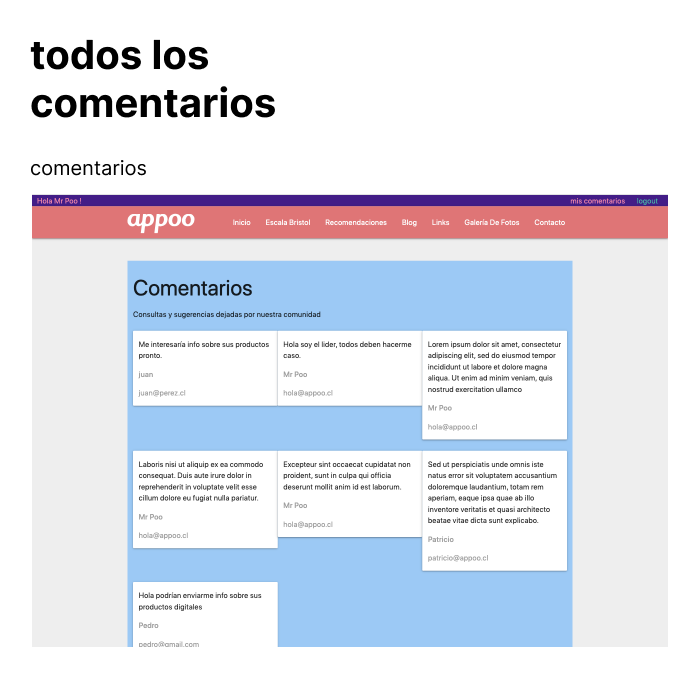 todos los
comentarios
comentarios
Hola Mr Poo !
mis comentarios
logout
appoo
Inicio
Escala Bristol
Recomendaciones
Blog
Links
Galería De Fotos
Contacto
Comentarios
Consultas y sugerencias dejadas por nuestra comunidad
Me interesaría info sobre sus productos
pronto.
juan
juan@perez.cl
Hola soy el lider, todos deben hacerme
caso.
Mr Poo
hola@appoo.cl
Lorem ipsum dolor sit amet, consectetur
adipiscing elit, sed do eiusmod tempor
incididunt ut labore et dolore magna
aliqua. Ut enim ad minim veniam, quis
nostrud exercitation ullamco
Mr Poo
hola@appoo.cl
Laboris nisi ut aliquip ex ea commodo
consequat. Duis aute irure dolor in
reprehenderit in voluptate velit esse
cillum dolore eu fugiat nulla pariatur.
Mr Poo
hola@appoo.cl
Excepteur sint occaecat cupidatat non
proident, sunt in culpa qui officia
deserunt mollit anim id est laborum.
Mr Poo
hola@appoo.cl
Sed ut perspiciatis unde omnis iste
natus error sit voluptatem accusantium
doloremque laudantium, totam rem
aperiam, eaque ipsa quae ab illo
inventore veritatis et quasi architecto
beatae vitae dicta sunt explicabo.
Patricio
patricio@appoo.cl
Hola podrían enviarme info sobre sus
productos digitales
Pedro
pedro@gmail.com